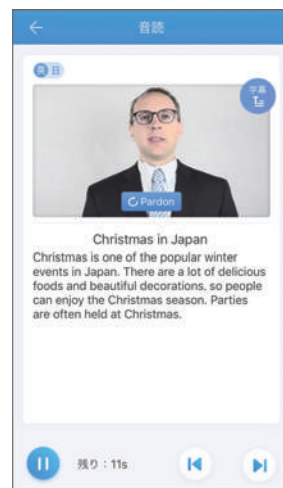 音読
英 日
字幕
Pardon
Christmas in Japan
Christmas is one of the popular winter
events in Japan. There are a lot of delicious
foods and beautiful decorations, so people
can enjoy the Christmas season. Parties
are often held at Christmas.
残り：11s